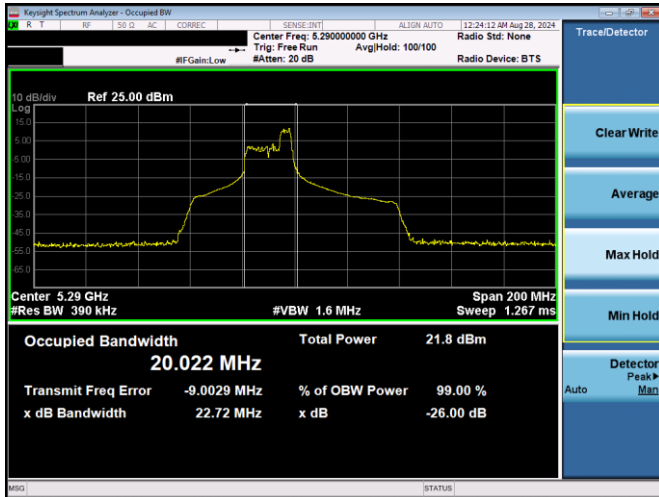 Keysight Spectrum Analyzer - Occupied BW
R T RF 50 Ω AC CORREC SENSE:INT ALIGN AUTO 12:24:12 AM Aug 28, 2024
Center Freq: 5.290000000 GHz Radio Std: None
Trig: Free Run Avg|Hold: 100/100
#IFGain:Low #Atten: 20 dB Radio Device: BTS
Trace/Detector
10 dB/div Ref 25.00 dBm
Log
15.0
5.00
-5.00
-15.0
-25.0
-35.0
-45.0
-55.0
-65.0
Center 5.29 GHz Span 200 MHz
#Res BW 390 kHz #VBW 1.6 MHz Sweep 1.267 ms
Occupied Bandwidth Total Power 21.8 dBm
20.022 MHz
Transmit Freq Error -9.0029 MHz % of OBW Power 99.00 %
x dB Bandwidth 22.72 MHz x dB -26.00 dB
Clear Write
Average
Max Hold
Min Hold
Detector
Peak▶
Auto Man
MSG STATUS